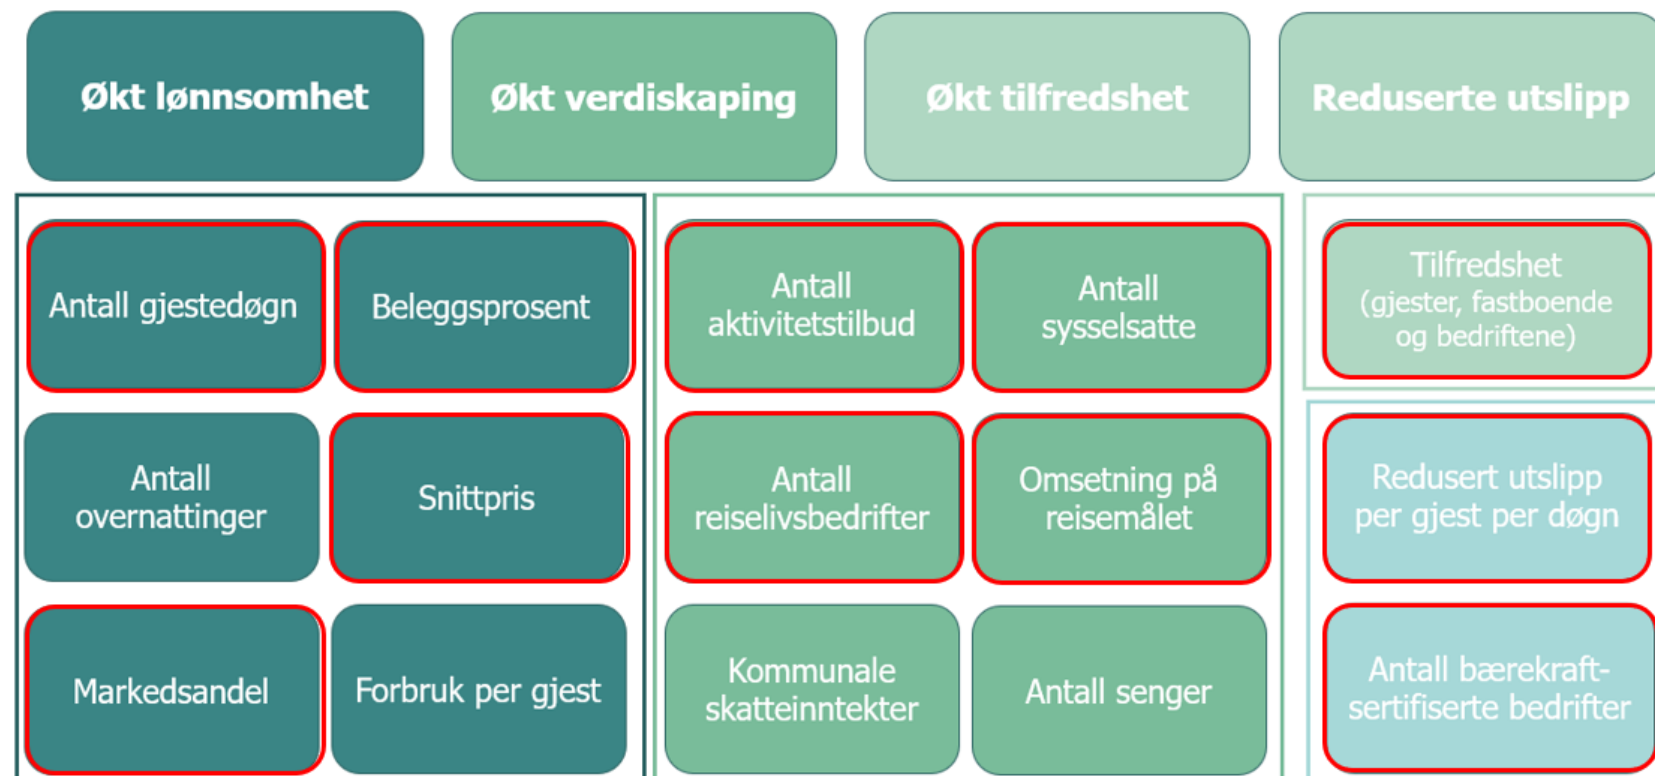 Økt lønnsomhet
Økt verdiskaping
Økt tilfredshet
Reduserte utslipp
Antall gjestedøgn
Beleggsprosent
Antall
aktivitetstilbud
Antall
sysselsatte
Tilfredshet
(gjester, fastboende
og bedriftene)
Antall
overnattinger
Snittpris
Antall
reiselivsbedrifter
Omsetning på
reisemålet
Redusert utslipp
per gjest per døgn
Markedsandel
Forbruk per gjest
Kommunale
skatteinntekter
Antall senger
Antall bærekraft-
sertifiserte bedrifter